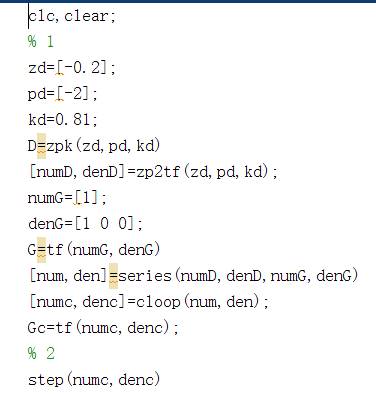 clc,clear;
% 1
zd=[-0.2];
pd=[-2];
kd=0.81;
D=zpk(zd,pd,kd)
[numD,denD]=zp2tf(zd,pd,kd);
numG=[1];
denG=[1 0 0];
G=tf(numG,denG)
[num,den]=series(numD,denD,numG,denG)
[numc,denc]=cloop(num,den);
Gc=tf(numc,denc);
% 2
step(numc,denc)